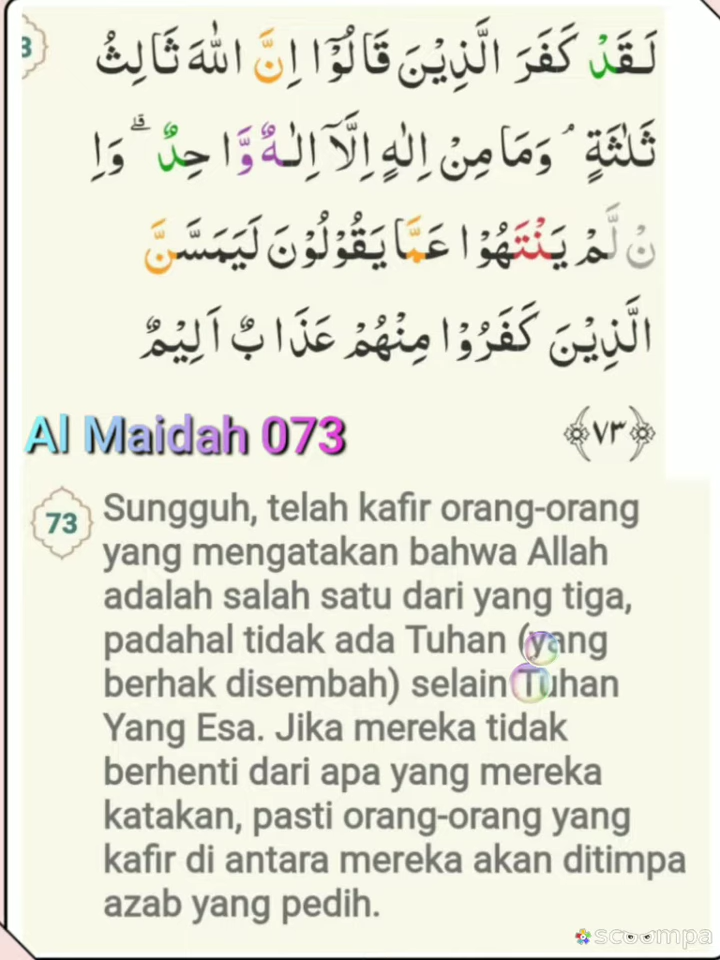 لَقَدْ كَفَرَ الَّذِيْنَ قَالُوْٓا اِنَّ اللّٰهَ ثَالِثُ
ثَلٰثَةٍ ۘ وَمَا مِنْ اِلٰهٍ اِلَّآ اِلٰهٌ وَّا حِدٌ ۗ وَاِ
نْ لَّمْ يَنْتَهُوْا عَمَّا يَقُوْلُوْنَ لَيَمَسَّنَّ
الَّذِيْنَ كَفَرُوْا مِنْهُمْ عَذَا بٌ اَلِيْمٌ
Al Maidah 073 ﴿٧٣﴾
73 Sungguh, telah kafir orang-orang
yang mengatakan bahwa Allah
adalah salah satu dari yang tiga,
padahal tidak ada Tuhan (yang
berhak disembah) selain Tuhan
Yang Esa. Jika mereka tidak
berhenti dari apa yang mereka
katakan, pasti orang-orang yang
kafir di antara mereka akan ditimpa
azab yang pedih.
scoompa